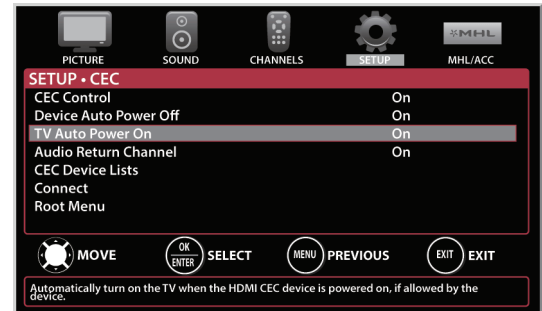 PICTURE SOUND CHANNELS SETUP MHL/ACC
MHL
SETUP • CEC
CEC Control On
Device Auto Power Off On
TV Auto Power On On
Audio Return Channel On
CEC Device Lists
Connect
Root Menu
MOVE OK ENTER SELECT MENU PREVIOUS EXIT EXIT
Automatically turn on the TV when the HDMI CEC device is powered on, if allowed by the
device.